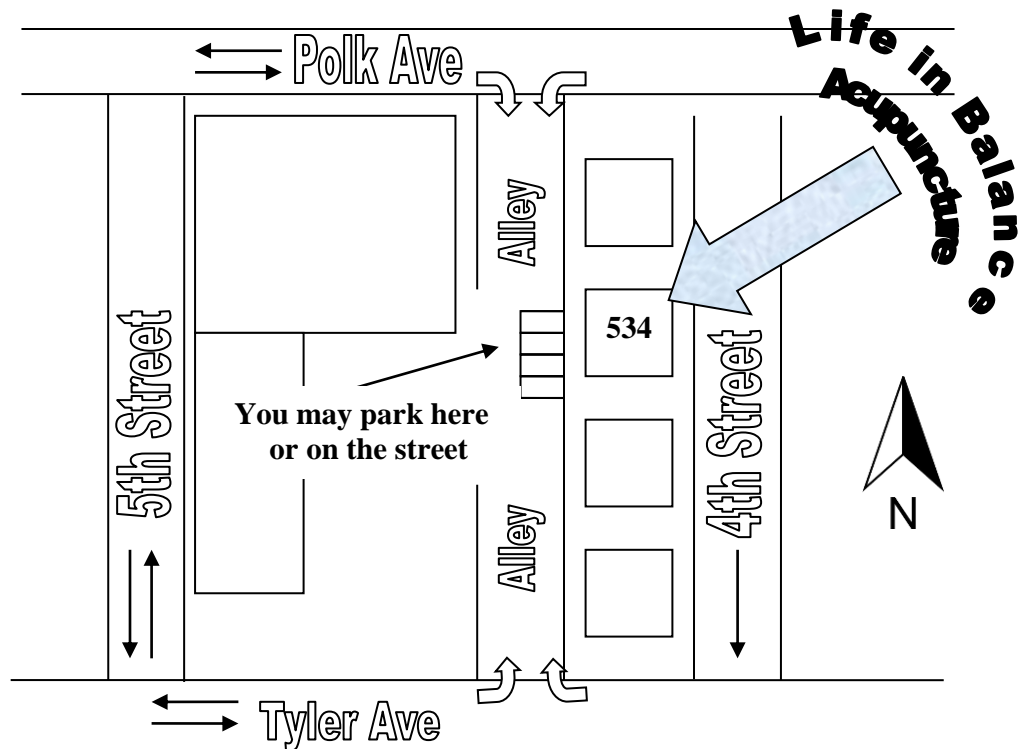 Polk Ave
Life in Balance
Acupuncture
Alley
534
5th Street
4th Street
You may park here
or on the street
N
Alley
Tyler Ave